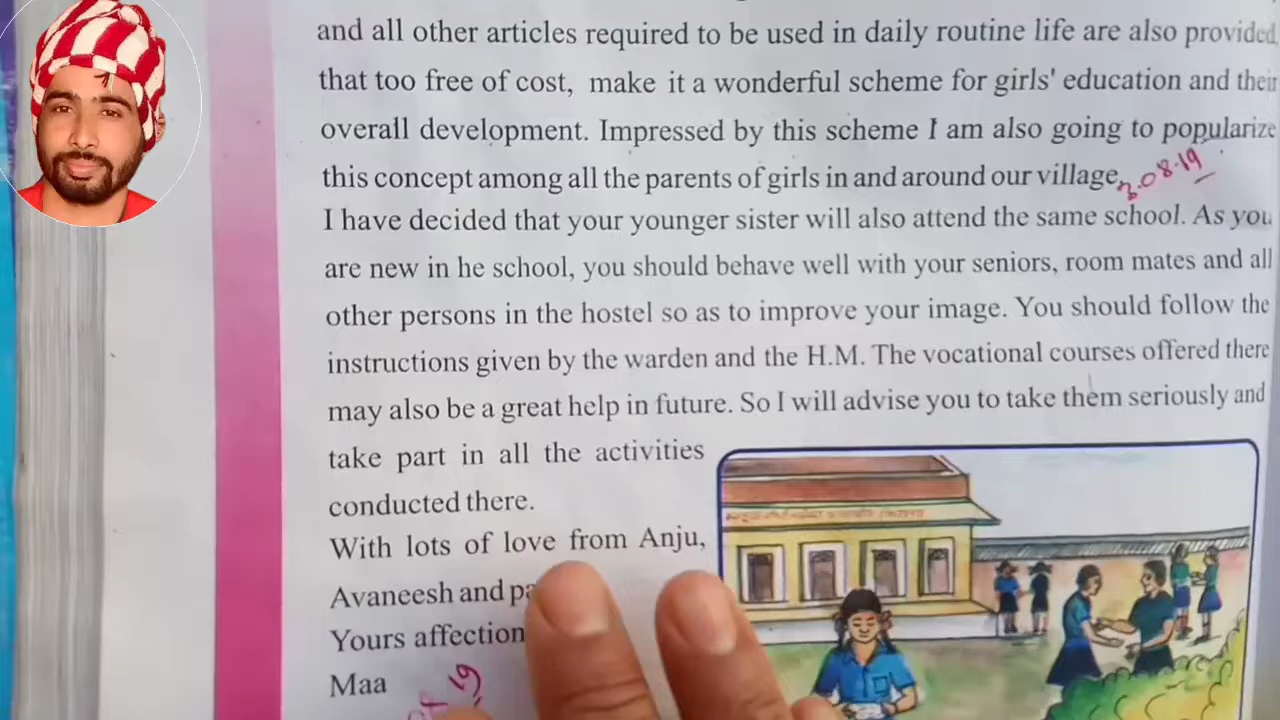 and all other articles required to be used in daily routine life are also provided
that too free of cost, make it a wonderful scheme for girls' education and their
overall development. Impressed by this scheme I am also going to popularize
this concept among all the parents of girls in and around our village.
3.08.19
I have decided that your younger sister will also attend the same school. As you
are new in he school, you should behave well with your seniors, room mates and all
other persons in the hostel so as to improve your image. You should follow the
instructions given by the warden and the H.M. The vocational courses offered there
may also be a great help in future. So I will advise you to take them seriously and
take part in all the activities
conducted there.
With lots of love from Anju,
Avaneesh and
Yours
Maa
19